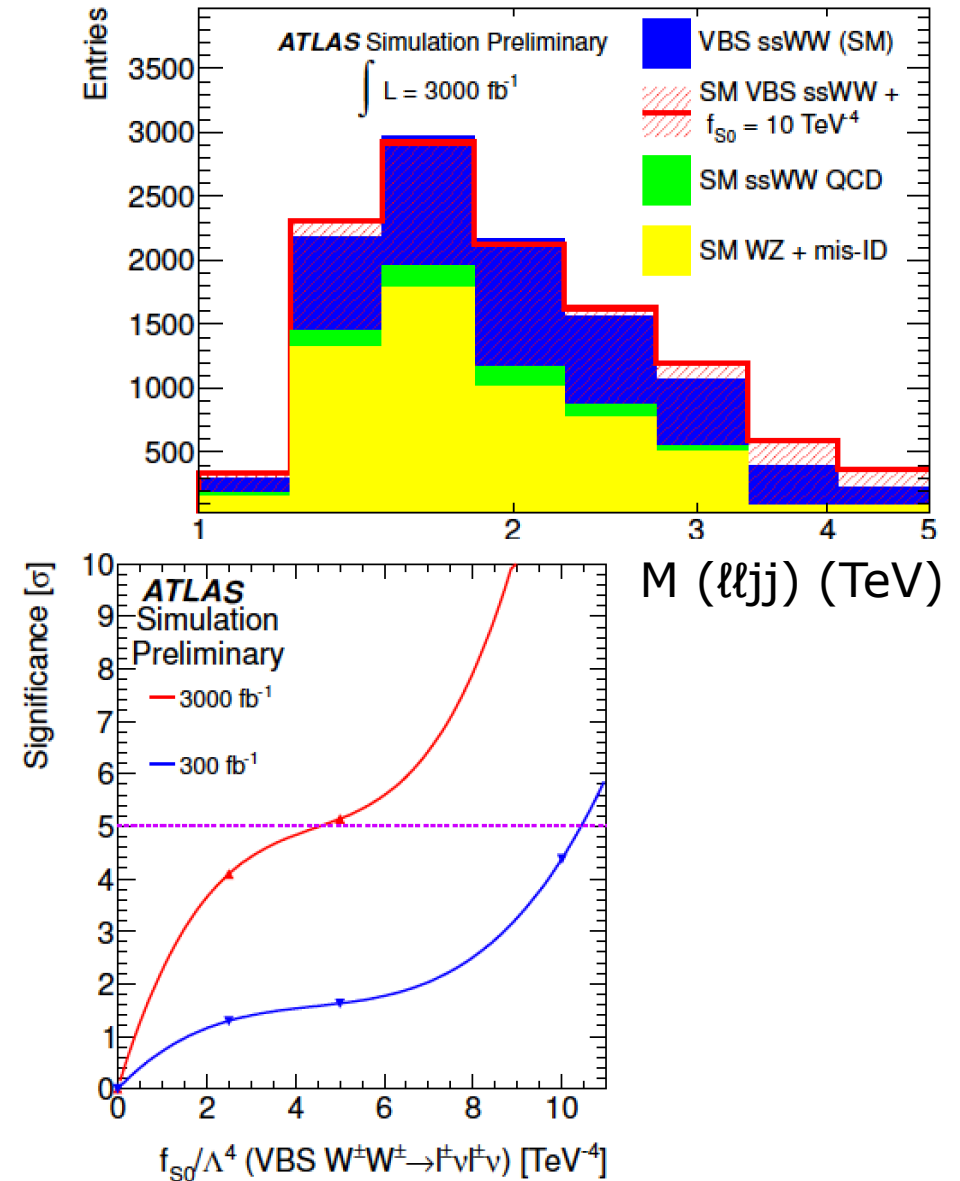 Entries
3500
3000
2500
2000
1500
1000
500
ATLAS Simulation Preliminary
∫ L = 3000 fb⁻¹
VBS ssWW (SM)
SM VBS ssWW +
f_S0 = 10 TeV⁻⁴
SM ssWW QCD
SM WZ + mis-ID
1 2 3 4 5
M (ℓℓjj) (TeV)
Significance [σ]
10
9
8
7
6
5
4
3
2
1
0
ATLAS
Simulation
Preliminary
3000 fb⁻¹
300 fb⁻¹
0 2 4 6 8 10
f_S0/Λ⁴ (VBS W±W±→l±νl±ν) [TeV⁻⁴]